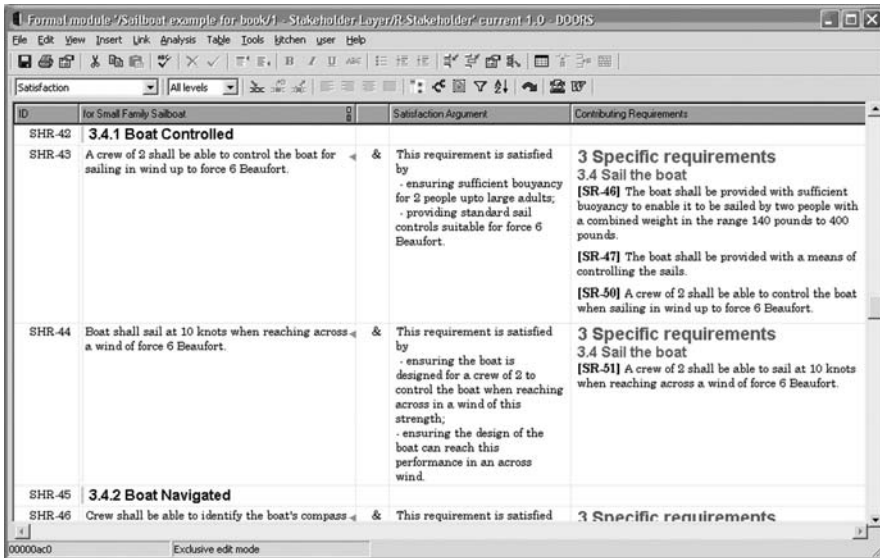 Formal module '/Sailboat example for book/1 - Stakeholder Layer/R-Stakeholder' current 1.0 - DOORS
File Edit View Insert Link Analysis Table Tools kitchen user Help
B I U ABC
Satisfaction All levels
ID for Small Family Sailboat Satisfaction Argument Contributing Requirements
SHR-42 3.4.1 Boat Controlled
SHR-43 A crew of 2 shall be able to control the boat for
sailing in wind up to force 6 Beaufort.
&
This requirement is satisfied
by
- ensuring sufficient bouyancy
for 2 people upto large adults;
- providing standard sail
controls suitable for force 6
Beaufort.
3 Specific requirements
3.4 Sail the boat
[SR-46] The boat shall be provided with sufficient
buoyancy to enable it to be sailed by two people with
a combined weight in the range 140 pounds to 400
pounds.
[SR-47] The boat shall be provided with a means of
controlling the sails.
[SR-50] A crew of 2 shall be able to control the boat
when sailing in wind up to force 6 Beaufort.
SHR-44 Boat shall sail at 10 knots when reaching across
a wind of force 6 Beaufort.
&
This requirement is satisfied
by
- ensuring the boat is
designed for a crew of 2 to
control the boat when reaching
across in a wind of this
strength;
- ensuring the design of the
boat can reach this
performance in an across
wind.
3 Specific requirements
3.4 Sail the boat
[SR-51] A crew of 2 shall be able to sail at 10 knots
when reaching across a wind of force 6 Beaufort.
SHR-45 3.4.2 Boat Navigated
SHR-46 Crew shall be able to identify the boat's compass
&
This requirement is satisfied
3 Specific requirements
00000ac0 Exclusive edit mode